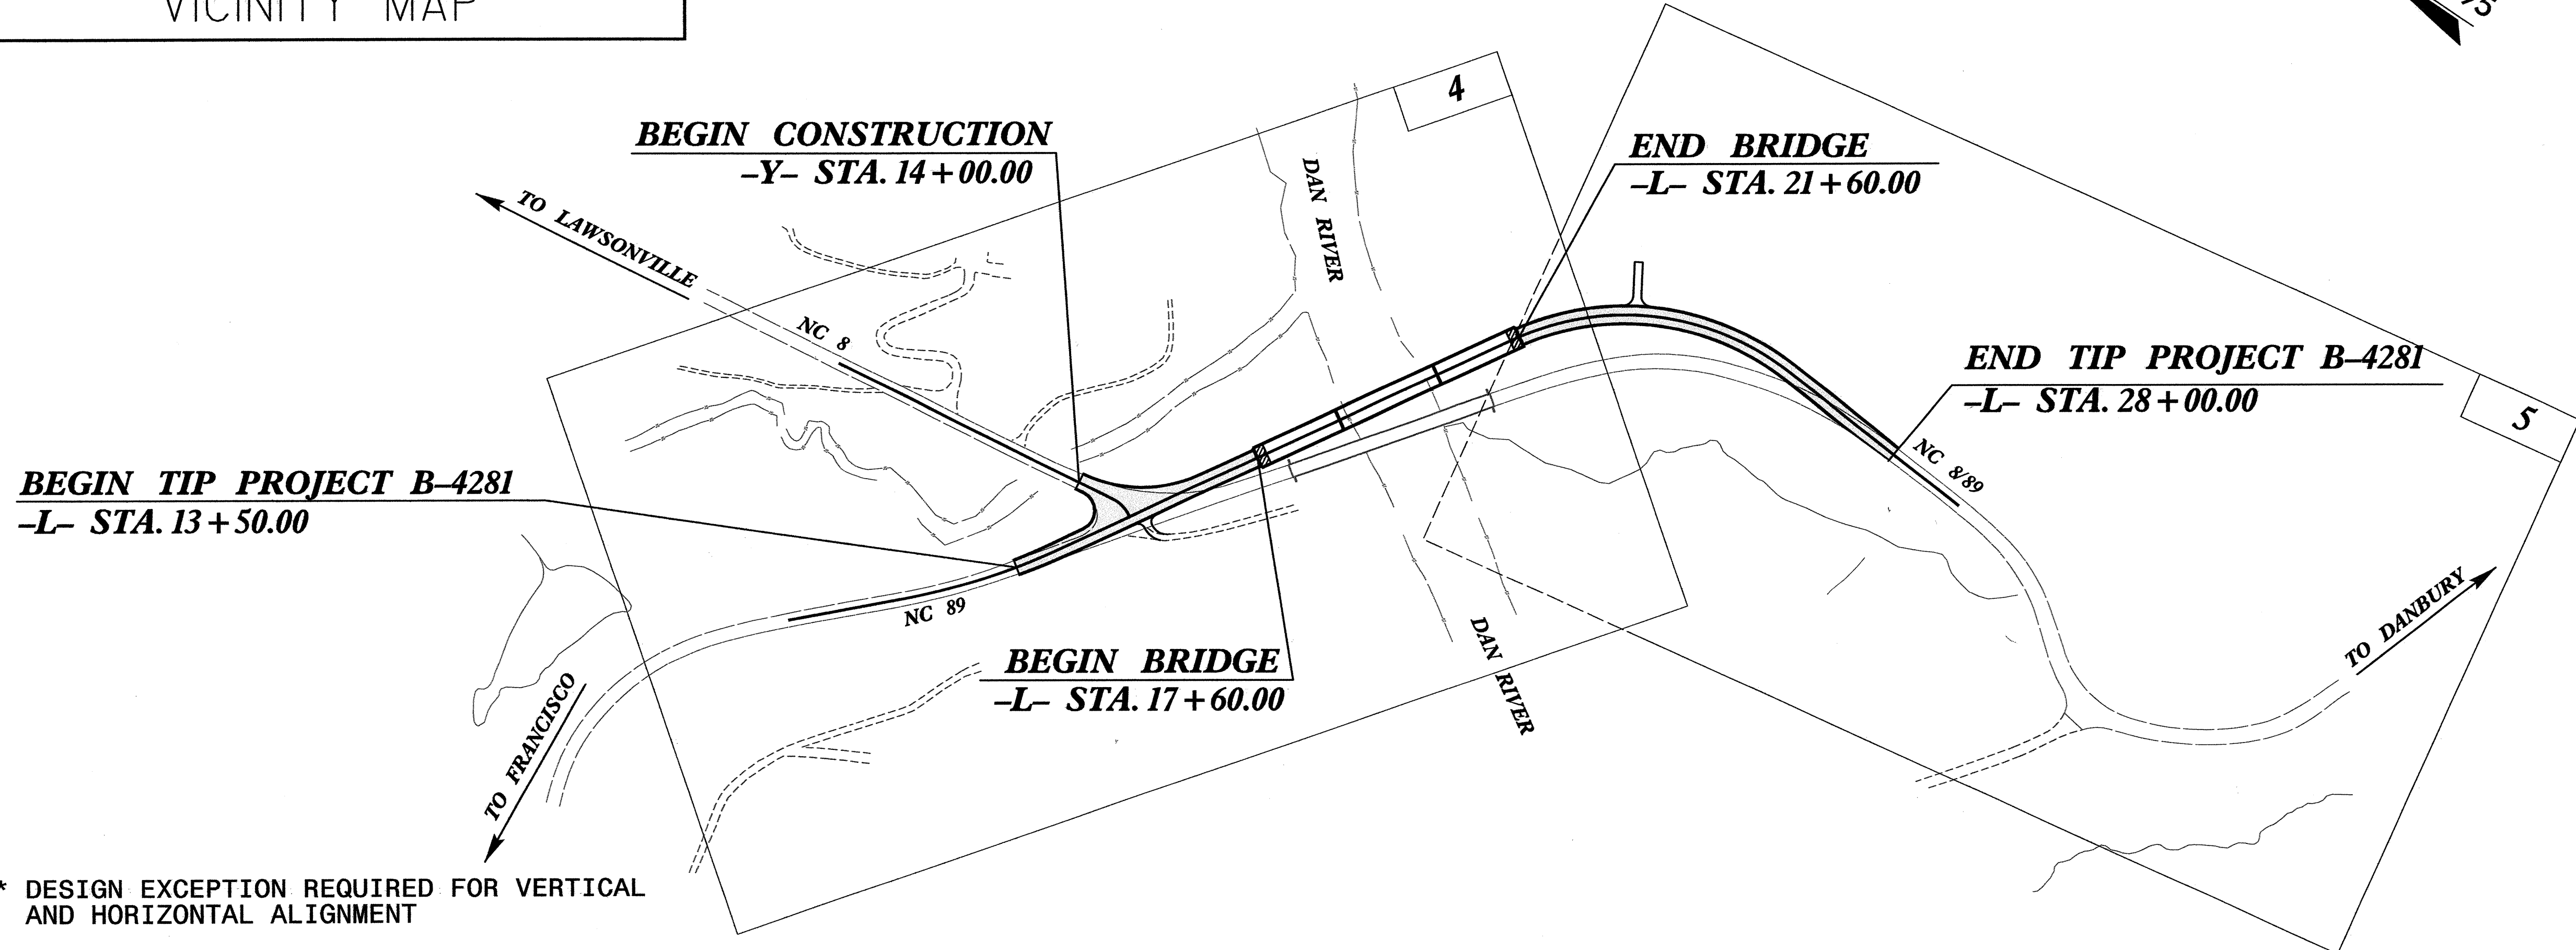 VICINITY MAP
4
BEGIN CONSTRUCTION
-Y- STA. 14+00.00
END BRIDGE
-L- STA. 21+60.00
DAN RIVER
TO LAWSONVILLE
NC 8
END TIP PROJECT B-4281
-L- STA. 28+00.00
5
NC 8/89
BEGIN TIP PROJECT B-4281
-L- STA. 13+50.00
NC 89
TO DANBURY
BEGIN BRIDGE
-L- STA. 17+60.00
DAN RIVER
TO FRANCISCO
* DESIGN EXCEPTION REQUIRED FOR VERTICAL
AND HORIZONTAL ALIGNMENT